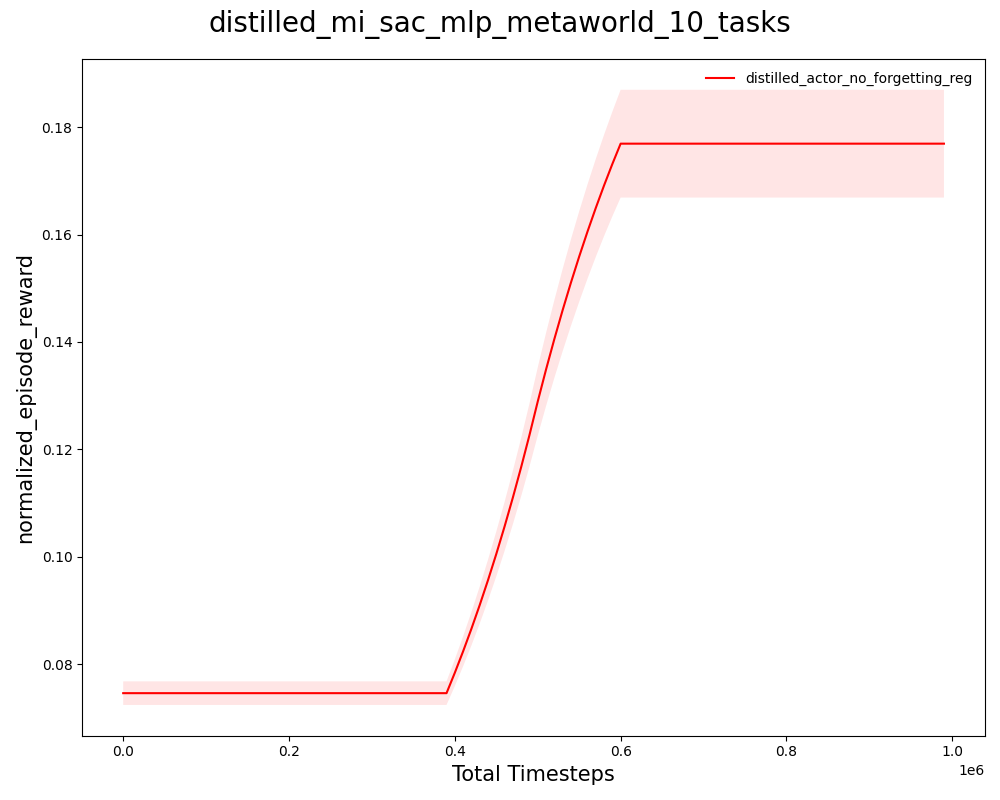 distilled_mi_sac_mlp_metaworld_10_tasks
distilled_actor_no_forgetting_reg
normalized_episode_reward
0.18
0.16
0.14
0.12
0.10
0.08
0.0 0.2 0.4 0.6 0.8 1.0
1e6
Total Timesteps